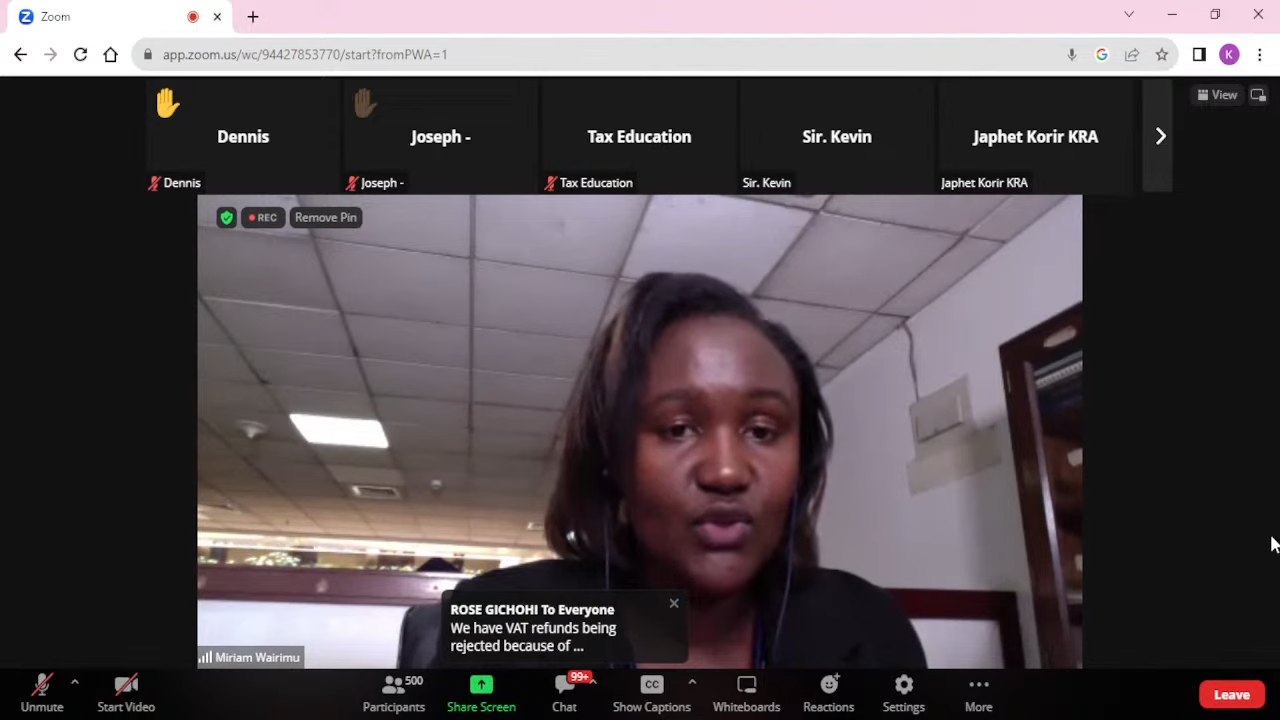 Zoom
app.zoom.us/wc/94427853770/start?fromPWA=1
K
View
Dennis
Joseph -
Tax Education
Sir. Kevin
Japhet Korir KRA
Dennis
Joseph -
Tax Education
Sir. Kevin
Japhet Korir KRA
REC
Remove Pin
ROSE GICHOHI To Everyone
We have VAT refunds being
rejected because of ...
Miriam Wairimu
500
99+
CC
Unmute
Start Video
Participants
Share Screen
Chat
Show Captions
Whiteboards
Reactions
Settings
More
Leave